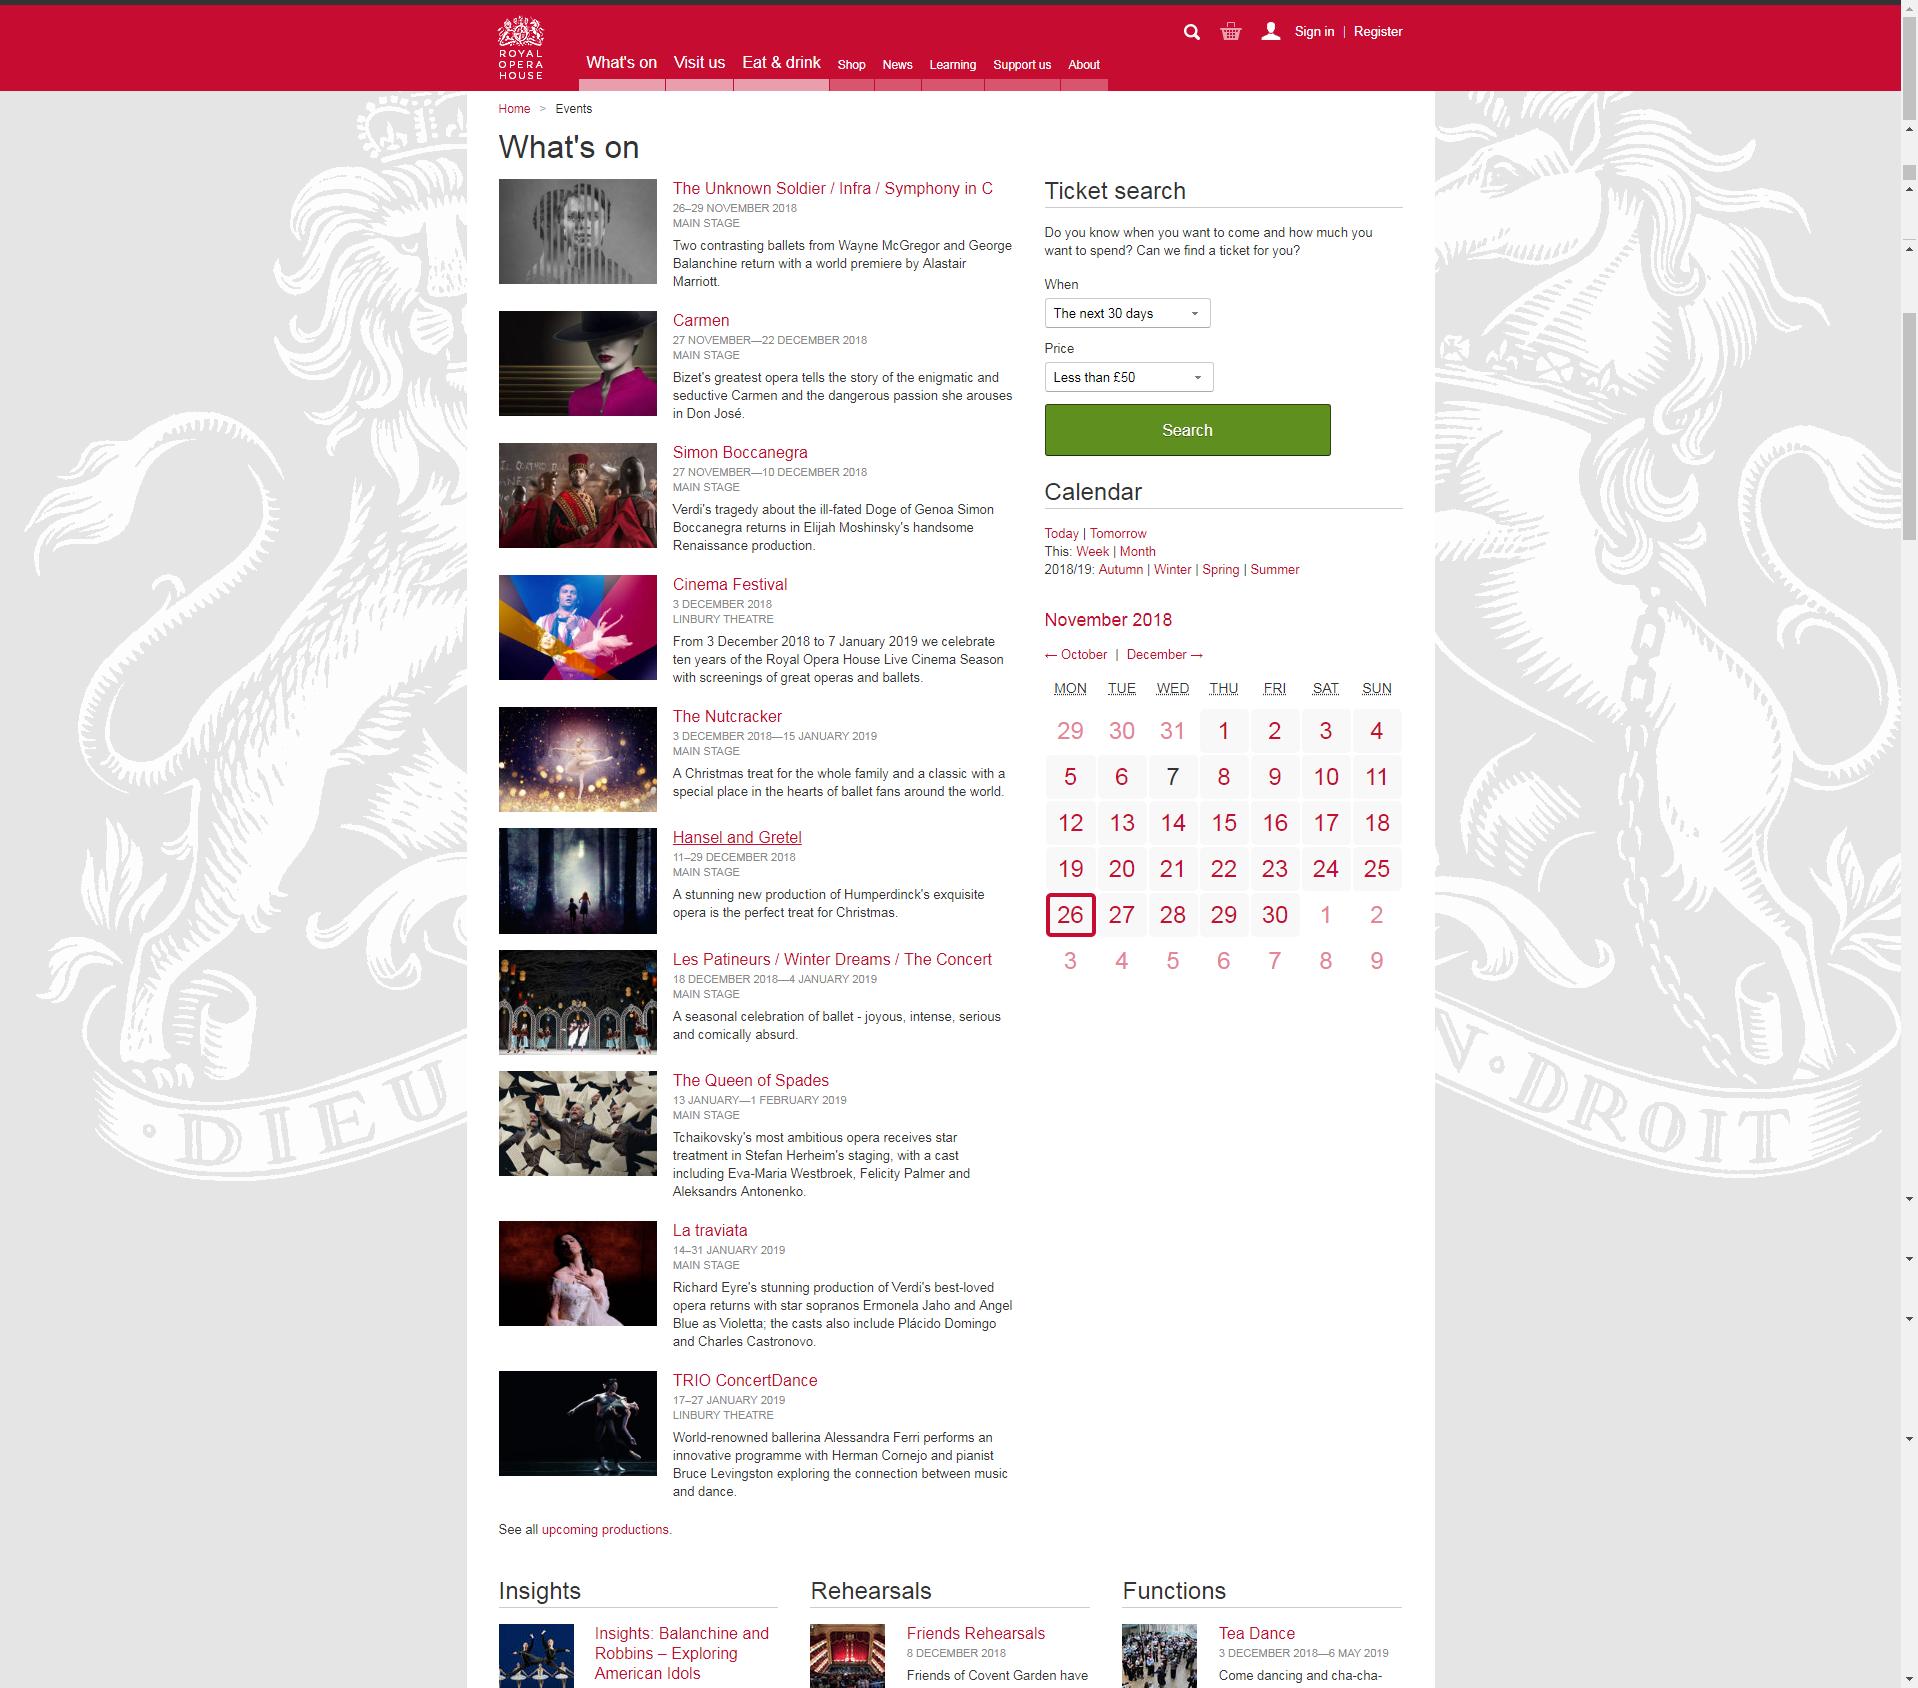 ROYAL
OPERA
HOUSE
What's on
Visit us
Eat & drink
Shop
News
Learning
Support us
About
Sign in | Register
Home > Events
What's on
The Unknown Soldier / Infra / Symphony in C
26–29 NOVEMBER 2018
MAIN STAGE
Two contrasting ballets from Wayne McGregor and George
Balanchine return with a world premiere by Alastair
Marriott.
Carmen
27 NOVEMBER—22 DECEMBER 2018
MAIN STAGE
Bizet's greatest opera tells the story of the enigmatic and
seductive Carmen and the dangerous passion she arouses
in Don José.
Simon Boccanegra
27 NOVEMBER—10 DECEMBER 2018
MAIN STAGE
Verdi's tragedy about the ill-fated Doge of Genoa Simon
Boccanegra returns in Elijah Moshinsky's handsome
Renaissance production.
Cinema Festival
3 DECEMBER 2018
LINBURY THEATRE
From 3 December 2018 to 7 January 2019 we celebrate
ten years of the Royal Opera House Live Cinema Season
with screenings of great operas and ballets.
The Nutcracker
3 DECEMBER 2018—15 JANUARY 2019
MAIN STAGE
A Christmas treat for the whole family and a classic with a
special place in the hearts of ballet fans around the world.
Hansel and Gretel
11–29 DECEMBER 2018
MAIN STAGE
A stunning new production of Humperdinck's exquisite
opera is the perfect treat for Christmas.
Les Patineurs / Winter Dreams / The Concert
18 DECEMBER 2018—4 JANUARY 2019
MAIN STAGE
A seasonal celebration of ballet - joyous, intense, serious
and comically absurd.
The Queen of Spades
13 JANUARY—1 FEBRUARY 2019
MAIN STAGE
Tchaikovsky's most ambitious opera receives star
treatment in Stefan Herheim's staging, with a cast
including Eva-Maria Westbroek, Felicity Palmer and
Aleksandrs Antonenko.
La traviata
14–31 JANUARY 2019
MAIN STAGE
Richard Eyre's stunning production of Verdi's best-loved
opera returns with star sopranos Ermonela Jaho and Angel
Blue as Violetta; the casts also include Plácido Domingo
and Charles Castronovo.
TRIO ConcertDance
17–27 JANUARY 2019
LINBURY THEATRE
World-renowned ballerina Alessandra Ferri performs an
innovative programme with Herman Cornejo and pianist
Bruce Levingston exploring the connection between music
and dance.
See all upcoming productions.
Ticket search
Do you know when you want to come and how much you
want to spend? Can we find a ticket for you?
When
The next 30 days
Price
Less than £50
Search
Calendar
Today | Tomorrow
This: Week | Month
2018/19: Autumn | Winter | Spring | Summer
November 2018
← October | December →
MON TUE WED THU FRI SAT SUN
29 30 31 1 2 3 4
5 6 7 8 9 10 11
12 13 14 15 16 17 18
19 20 21 22 23 24 25
26 27 28 29 30 1 2
3 4 5 6 7 8 9
DIEU
N·DROIT
Insights
Insights: Balanchine and
Robbins – Exploring
American Idols
Rehearsals
Friends Rehearsals
8 DECEMBER 2018
Friends of Covent Garden have
Functions
Tea Dance
3 DECEMBER 2018—6 MAY 2019
Come dancing and cha-cha-